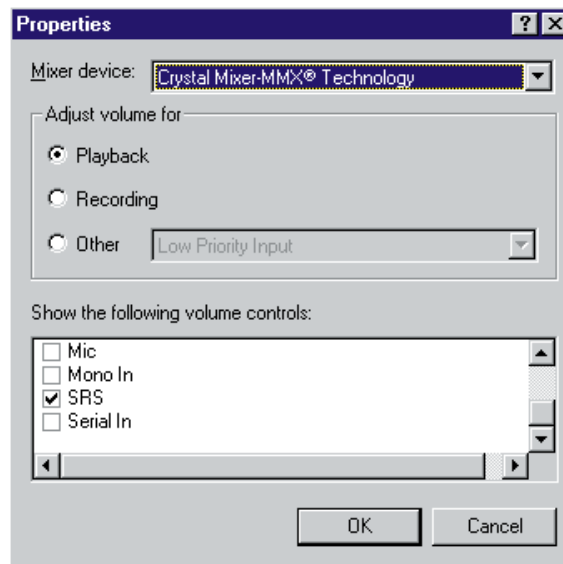 Properties
Mixer device: Crystal Mixer-MMX® Technology
Adjust volume for
Playback
Recording
Other Low Priority Input
Show the following volume controls:
Mic
Mono In
SRS
Serial In
OK Cancel